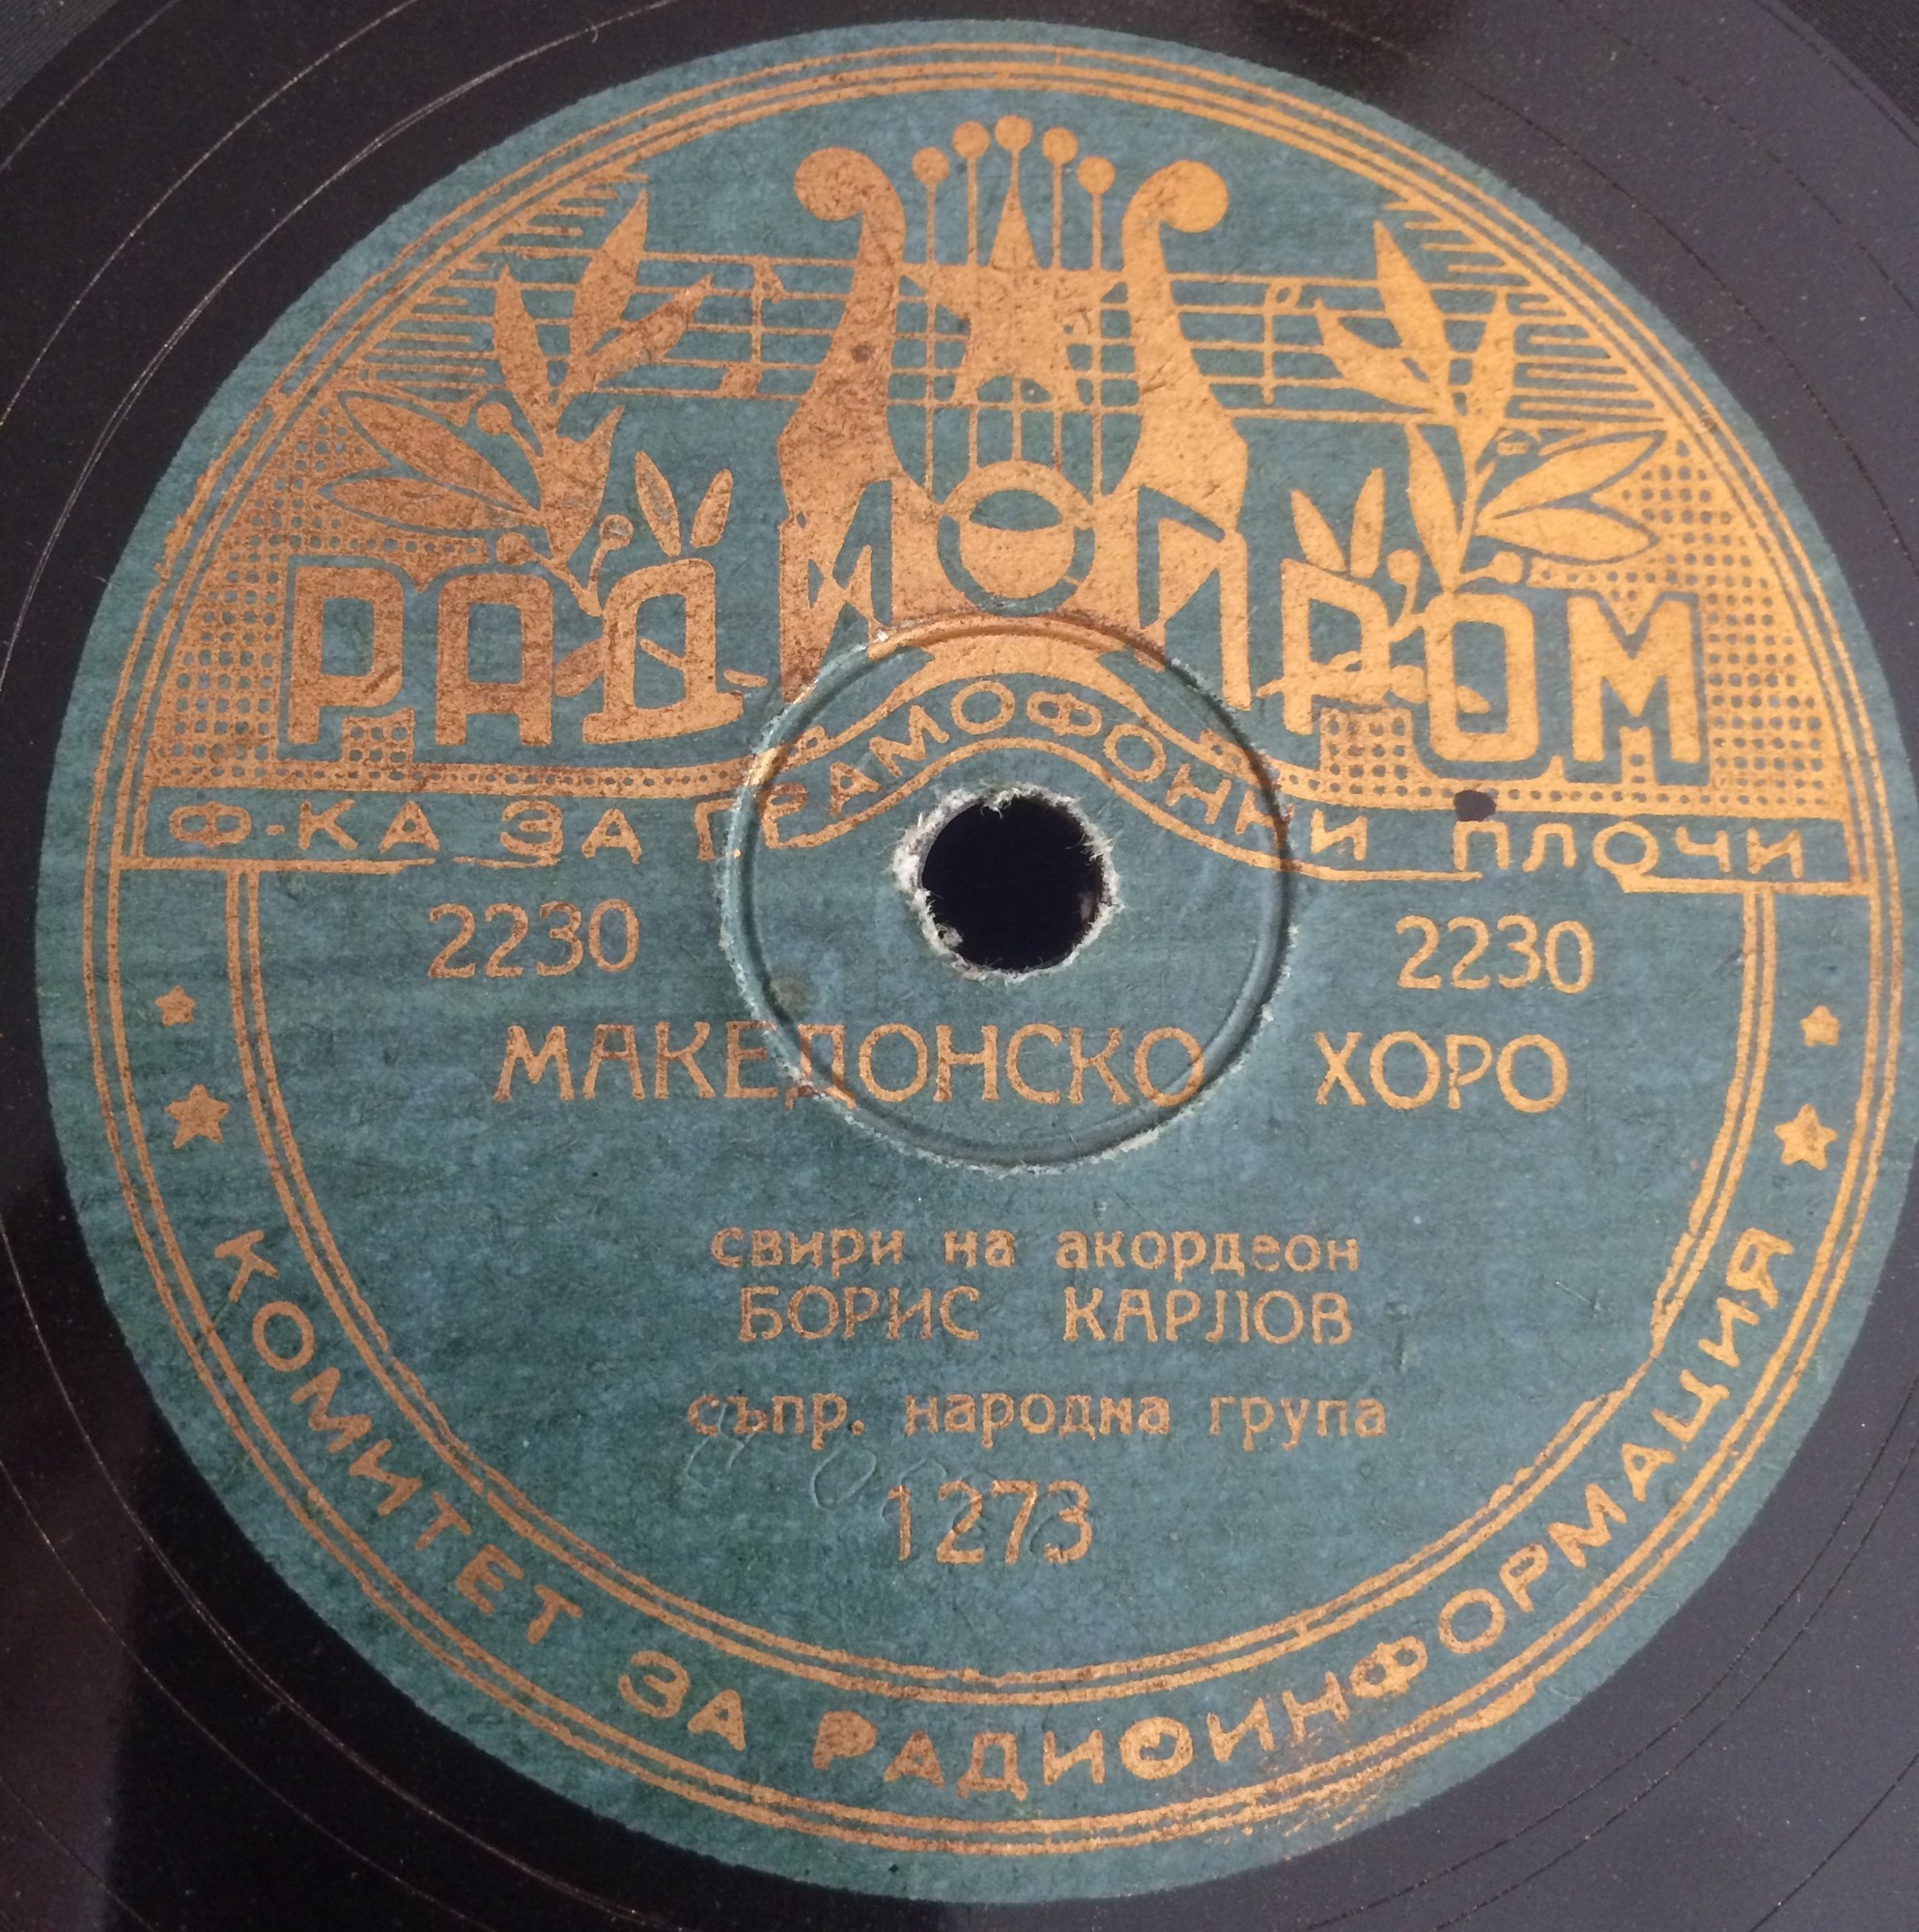 РАДИОПРОМ
Ф-КА ЗА ГРАМОФОННИ ПЛОЧИ
2230 2230
МАКЕДОНСКО ХОРО
свири на акордеон
БОРИС КАРЛОВ
съпр. народна група
1273
КОМИТЕТ ЗА РАДИОИНФОРМАЦИЯ